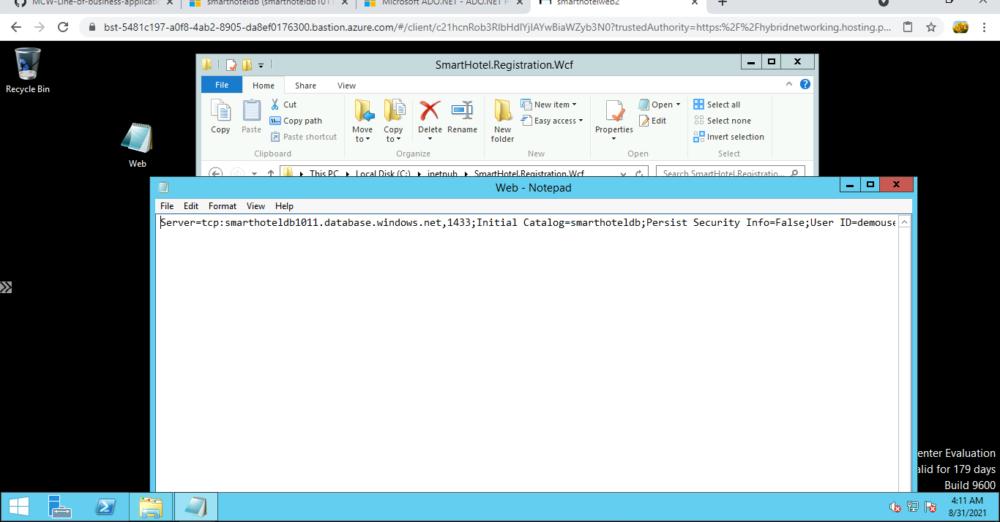 MCW-Line-of-business-applicatio
smarthoteldb (smarthoteldb1011
Microsoft ADO.NET - ADO.NET P
smarthotelweb2
bst-5481c197-a0f8-4ab2-8905-da8ef0176300.bastion.azure.com/#/client/c21hcnRob3RlbHdlYjIAYwBiaWZyb3N0?trustedAuthority=https:%2F%2Fhybridnetworking.hosting.p...
Recycle Bin
Web
SmartHotel.Registration.Wcf
File Home Share View
Copy
Paste
Cut
Copy path
Paste shortcut
Clipboard
Move to
Copy to
Delete
Rename
Organize
New folder
New item
Easy access
New
Properties
Open
Edit
Open
Select all
Select none
Invert selection
Select
This PC Local Disk (C:) inetpub SmartHotel.Registration.Wcf
Search SmartHotel.Registratio...
Web - Notepad
File Edit Format View Help
Server=tcp:smarthoteldb1011.database.windows.net,1433;Initial Catalog=smarthoteldb;Persist Security Info=False;User ID=demouse
enter Evaluation
alid for 179 days
Build 9600
4:11 AM
8/31/2021